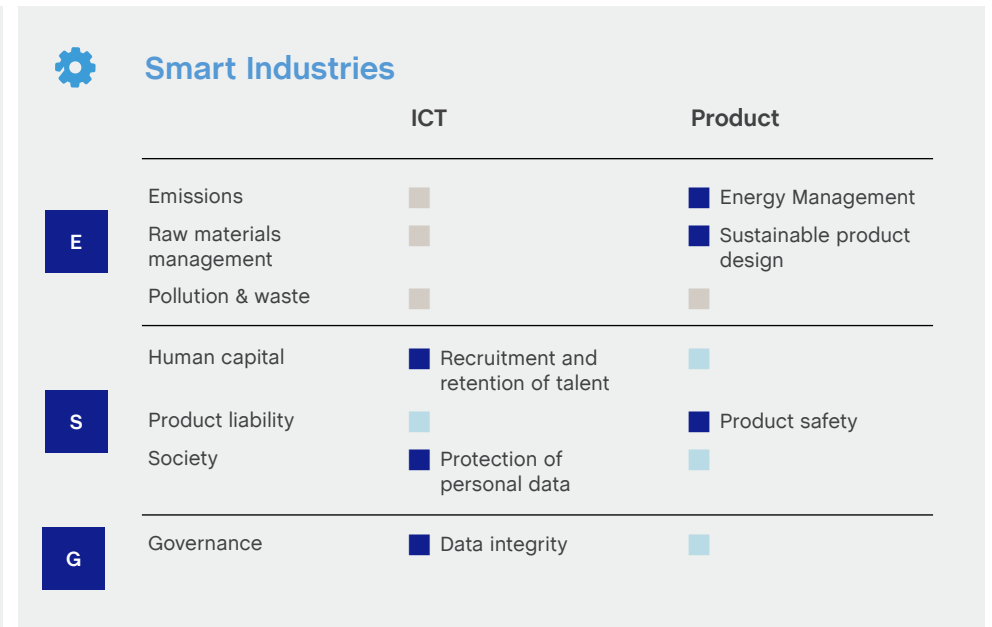 Smart Industries
ICT Product
Emissions Energy Management
E
Raw materials
management
Sustainable product
design
Pollution & waste
Human capital
Recruitment and
retention of talent
S
Product liability Product safety
Society
Protection of
personal data
G
Governance Data integrity